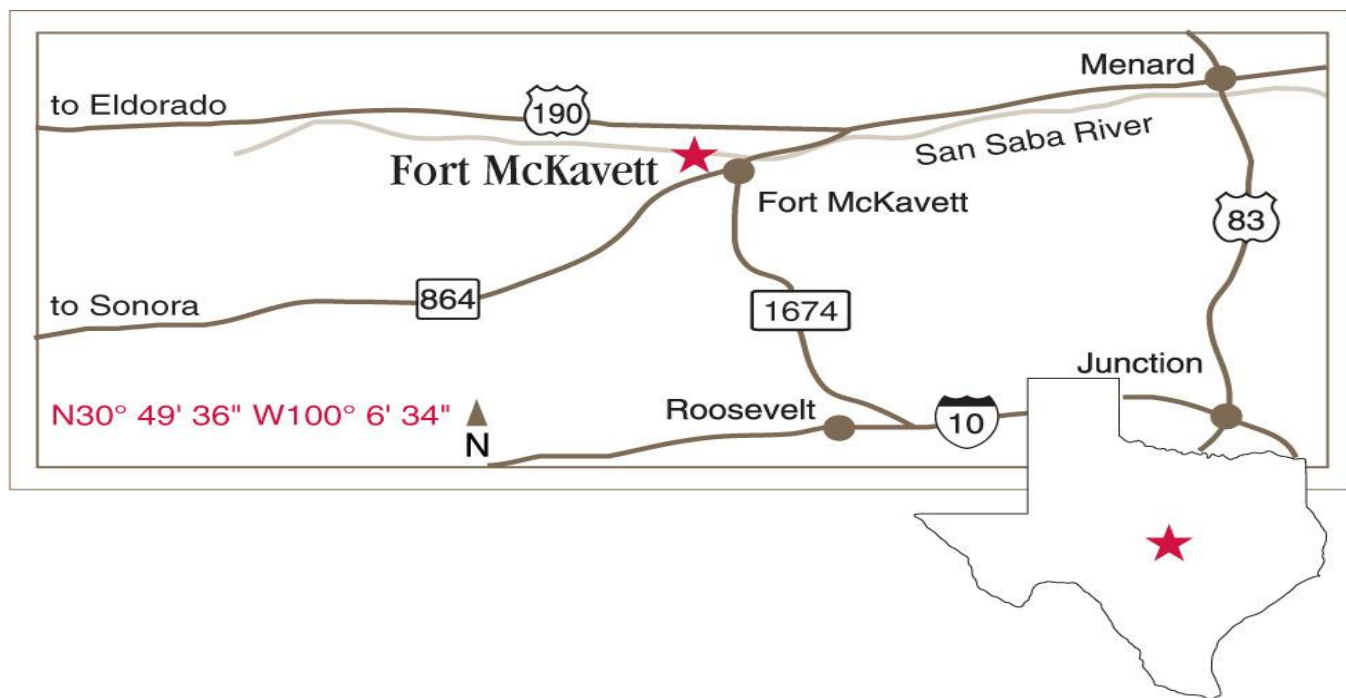 Menard
to Eldorado
190
San Saba River
Fort McKavett
Fort McKavett
83
864
to Sonora
1674
Junction
N30° 49' 36" W100° 6' 34"
N
Roosevelt
10